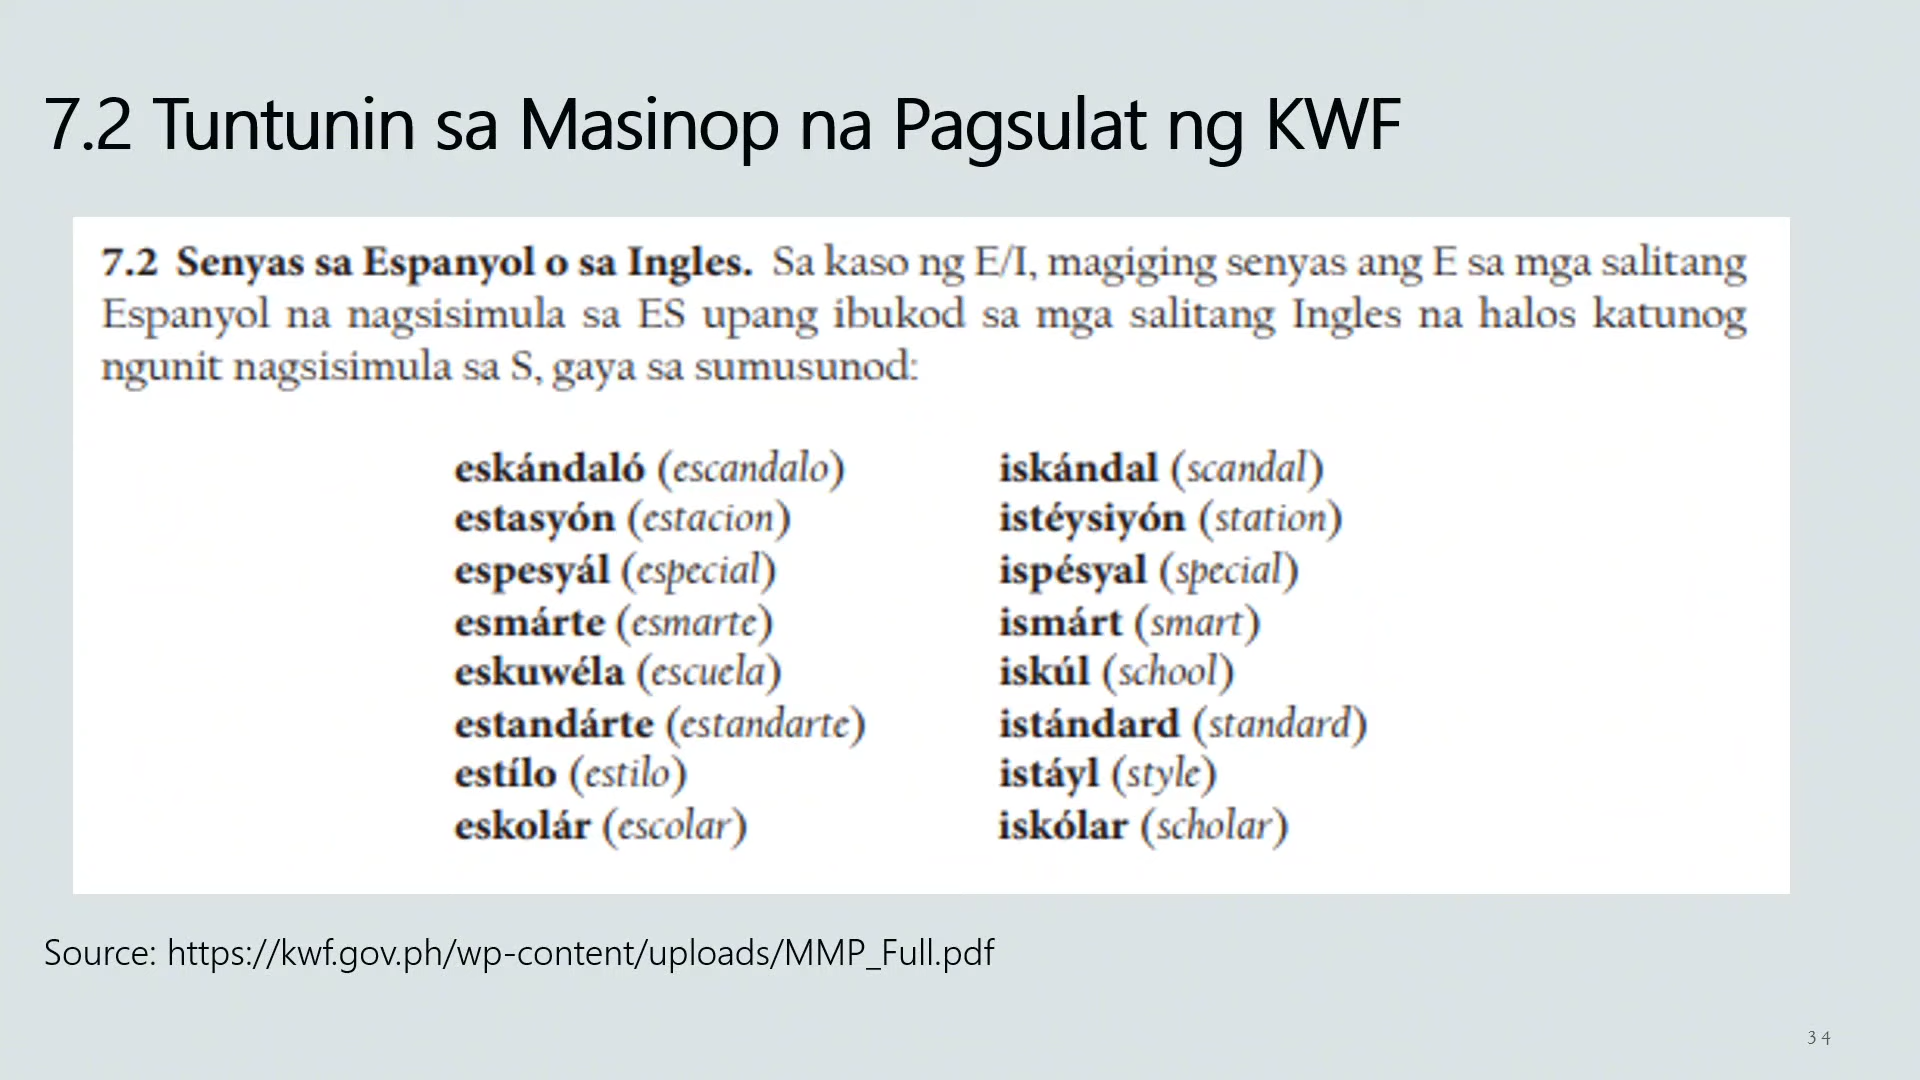 7.2 Tuntunin sa Masinop na Pagsulat ng KWF
7.2 Senyas sa Espanyol o sa Ingles. Sa kaso ng E/I, magiging senyas ang E sa mga salitang
Espanyol na nagsisimula sa ES upang ibukod sa mga salitang Ingles na halos katunog
ngunit nagsisimula sa S, gaya sa sumusunod:
eskándaló (escandalo) iskándal (scandal)
estasyón (estacion) istéysiyón (station)
espesyál (especial) ispésyal (special)
esmárte (esmarte) ismárt (smart)
eskuwéla (escuela) iskúl (school)
estandárte (estandarte) istándard (standard)
estílo (estilo) istáyl (style)
eskolár (escolar) iskólar (scholar)
Source: https://kwf.gov.ph/wp-content/uploads/MMP_Full.pdf
34